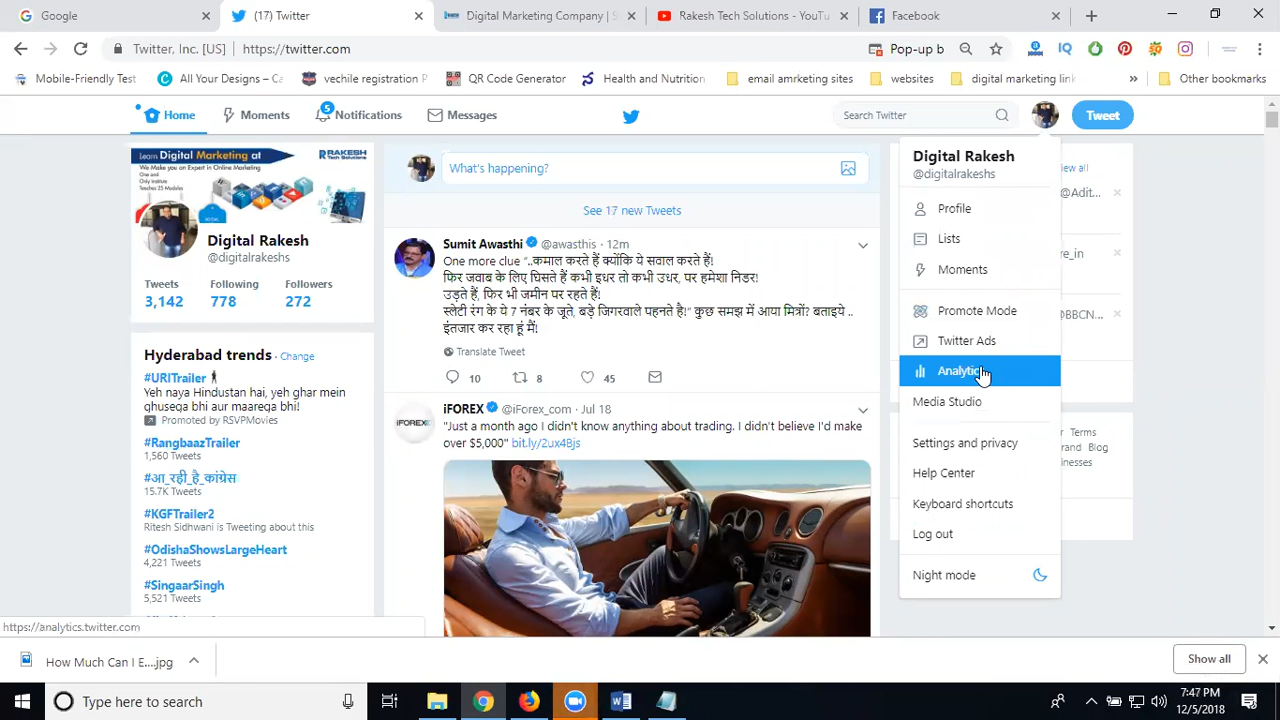 Google
(17) Twitter
Digital Marketing Company | S
Rakesh Tech Solutions - YouTu
Facebook
Twitter, Inc. [US]
https://twitter.com
Pop-up b
Mobile-Friendly Test
All Your Designs – Ca
vechile registration P
QR Code Generator
Health and Nutrition
email amrketing sites
websites
digital marketing link
Other bookmarks
Home
Moments
5
Notifications
Messages
Search Twitter
Tweet
Learn Digital Marketing at
We Make you an Expert in Online Marketing
One and
Only Institute
Teaches 25 Modules
RAKESH
Tech Solutions
Digital Rakesh
@digitalrakeshs
Tweets
3,142
Following
778
Followers
272
Hyderabad trends · Change
#URITrailer
Yeh naya Hindustan hai, yeh ghar mein
ghuseqa bhi aur maarega bhi!
Promoted by RSVPMovies
#RangbaazTrailer
1,560 Tweets
#आ_रही_है_कांग्रेस
15.7K Tweets
#KGFTrailer2
Ritesh Sidhwani is Tweeting about this
#OdishaShowsLargeHeart
4,221 Tweets
#SingaarSingh
5,521 Tweets
What's happening?
See 17 new Tweets
Sumit Awasthi @awasthis · 12m
One more clue “..कमाल करते हैं क्योंकि ये सवाल करते हैं!
फिर जवाब के लिए घिसते हैं कभी इधर तो कभी उधर, पर हमेशा निडर!
उड़ते हैं, फिर भी जमीन पर रहते हैं!
स्लेटी रंग के ये 7 नंबर के जूते, बड़े जिगरवाले पहनते है!” कुछ समझ में आया मित्रों? बताइये ..
इंतजार कर रहा हूं मैं!
Translate Tweet
10
8
45
iFOREX @iForex_com · Jul 18
"Just a month ago I didn't know anything about trading. I didn't believe I'd make
over $5,000" bit.ly/2ux4Bjs
Digital Rakesh
@digitalrakeshs
Profile
Lists
Moments
Promote Mode
Twitter Ads
Analytic
Media Studio
Settings and privacy
Help Center
Keyboard shortcuts
Log out
Night mode
@Adit...
@BBCN...
Terms
Blog
https://analytics.twitter.com
How Much Can I E....jpg
Show all
Type here to search
7:47 PM
12/5/2018